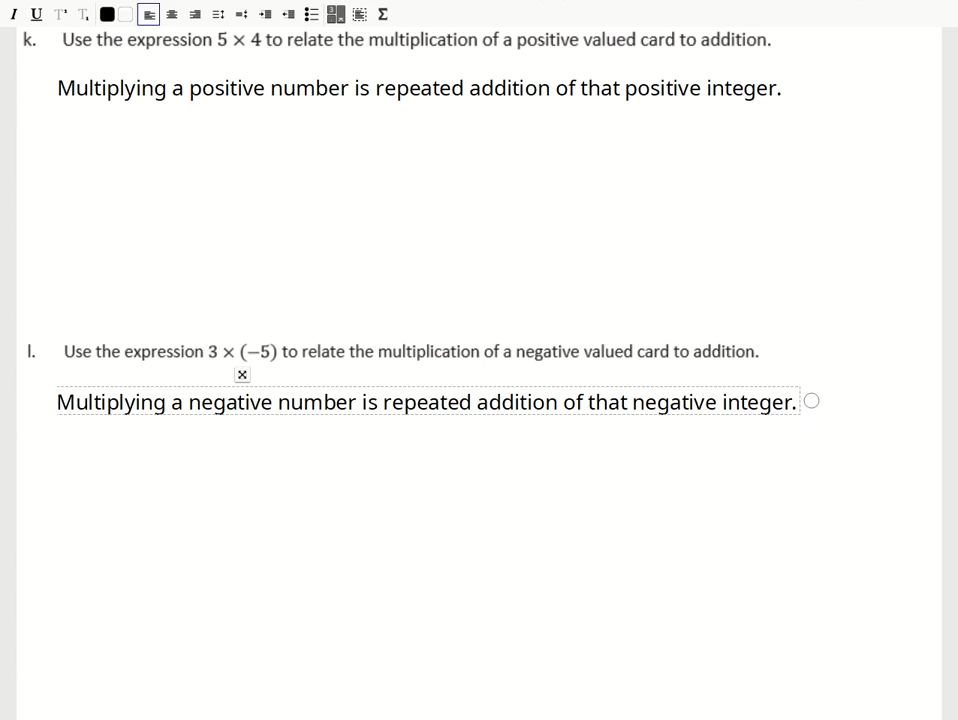 I U T¹ T, Σ
k. Use the expression 5 × 4 to relate the multiplication of a positive valued card to addition.
Multiplying a positive number is repeated addition of that positive integer.
l. Use the expression 3 × (−5) to relate the multiplication of a negative valued card to addition.
Multiplying a negative number is repeated addition of that negative integer.